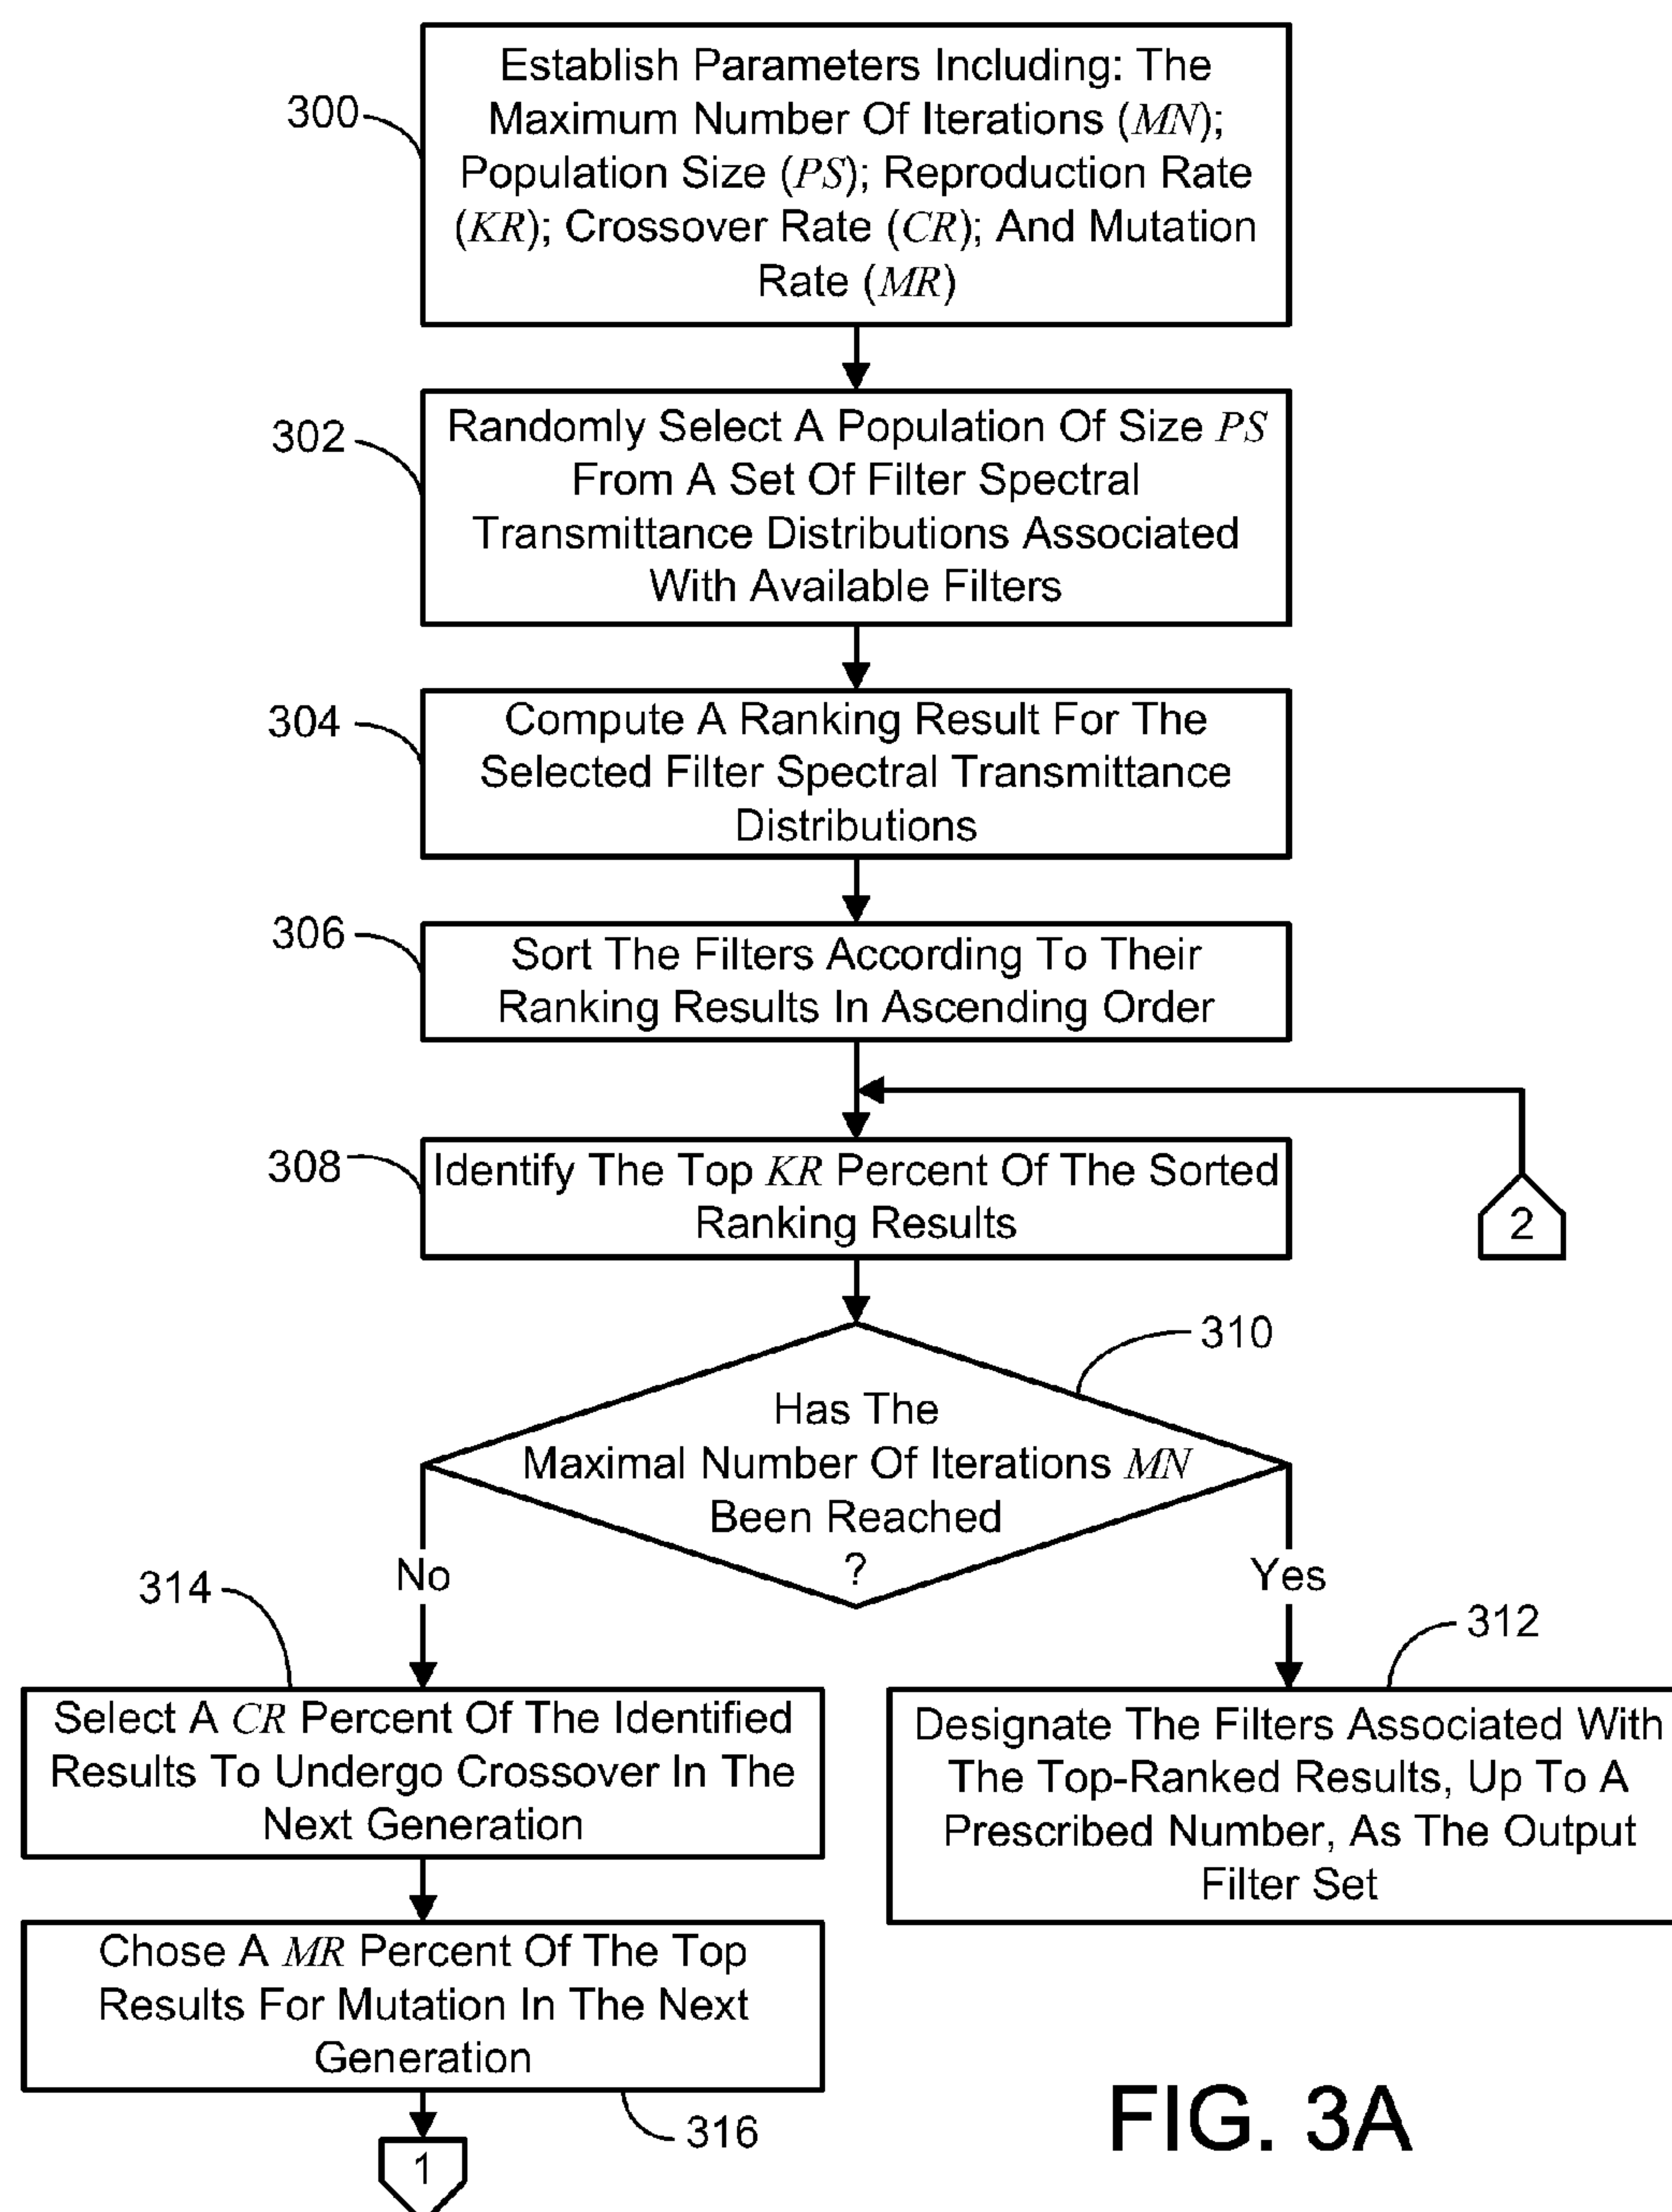 300
Establish Parameters Including: The
Maximum Number Of Iterations (MN);
Population Size (PS); Reproduction Rate
(KR); Crossover Rate (CR); And Mutation
Rate (MR)
302
Randomly Select A Population Of Size PS
From A Set Of Filter Spectral
Transmittance Distributions Associated
With Available Filters
304
Compute A Ranking Result For The
Selected Filter Spectral Transmittance
Distributions
306
Sort The Filters According To Their
Ranking Results In Ascending Order
308
Identify The Top KR Percent Of The Sorted
Ranking Results
2
310
Has The
Maximal Number Of Iterations MN
Been Reached
?
No
Yes
314
Select A CR Percent Of The Identified
Results To Undergo Crossover In The
Next Generation
312
Designate The Filters Associated With
The Top-Ranked Results, Up To A
Prescribed Number, As The Output
Filter Set
Chose A MR Percent Of The Top
Results For Mutation In The Next
Generation
316
1
FIG. 3A